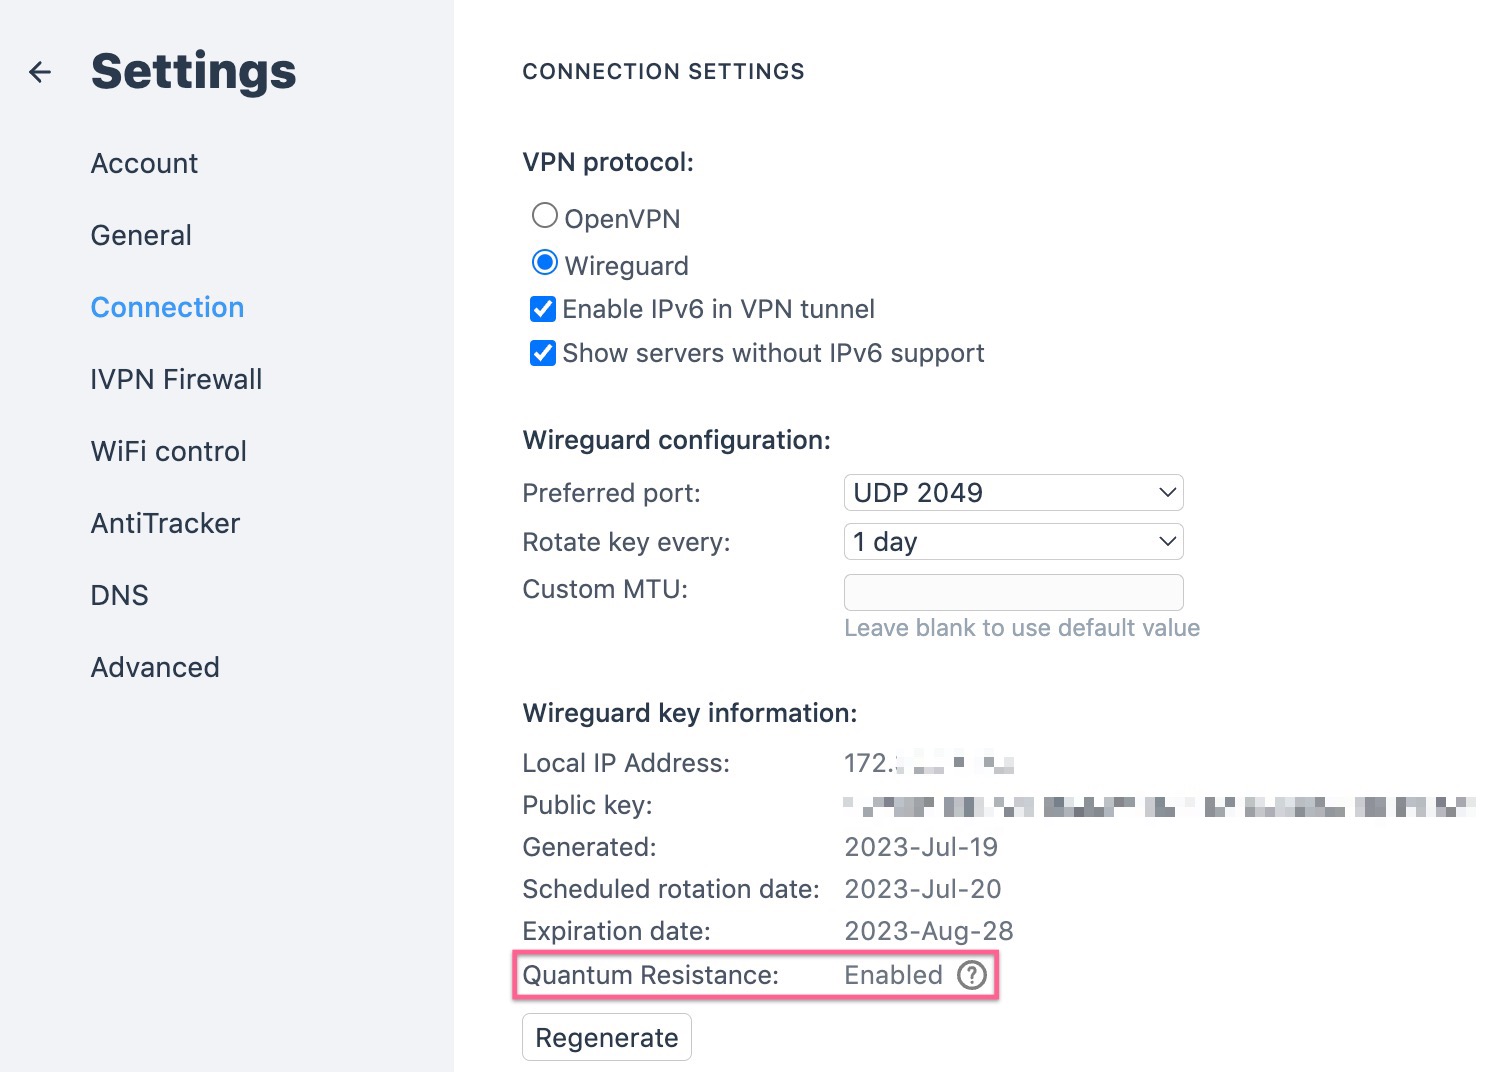 Settings
Account
General
Connection
IVPN Firewall
WiFi control
AntiTracker
DNS
Advanced
CONNECTION SETTINGS
VPN protocol:
OpenVPN
Wireguard
Enable IPv6 in VPN tunnel
Show servers without IPv6 support
Wireguard configuration:
Preferred port: UDP 2049
Rotate key every: 1 day
Custom MTU:
Leave blank to use default value
Wireguard key information:
Local IP Address: 172.
Public key:
Generated: 2023-Jul-19
Scheduled rotation date: 2023-Jul-20
Expiration date: 2023-Aug-28
Quantum Resistance: Enabled ?
Regenerate